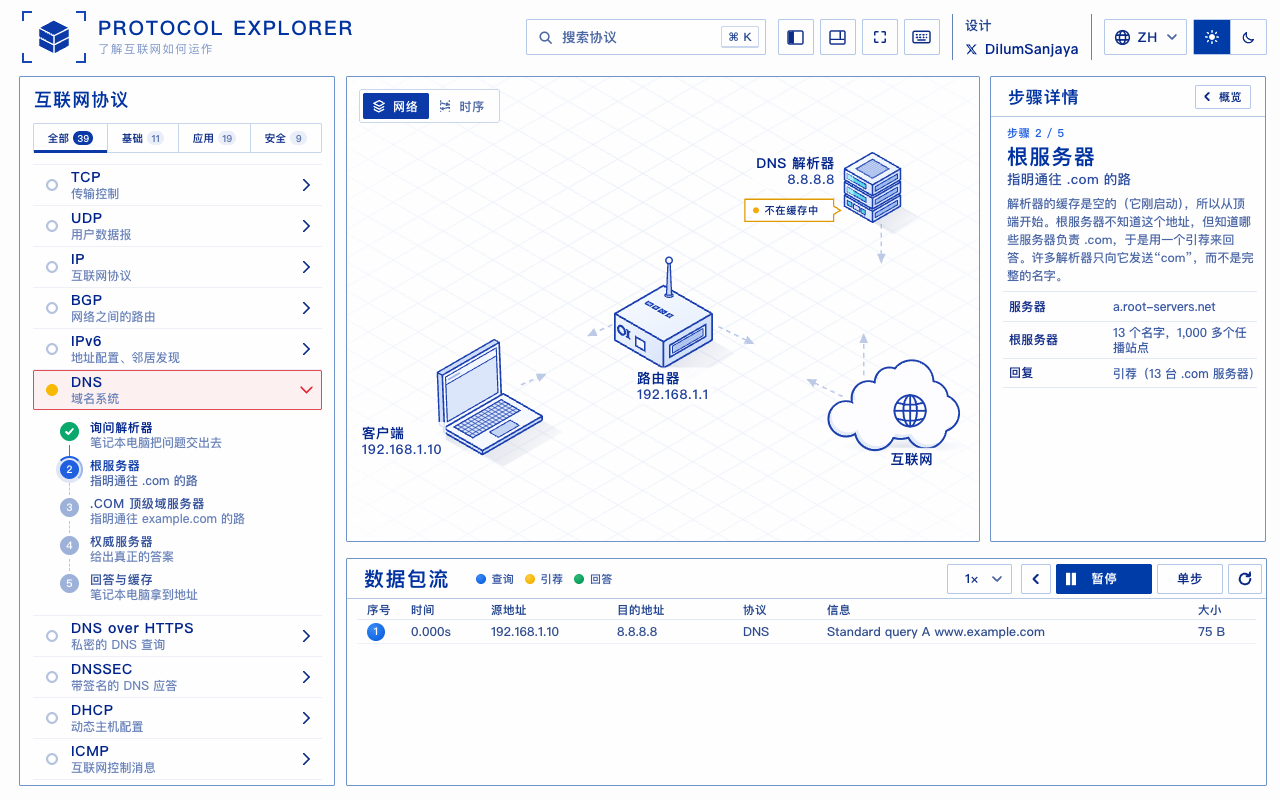 PROTOCOL EXPLORER
了解互联网如何运作
搜索协议
⌘ K
设计
𝕏 DilumSanjaya
ZH
互联网协议
全部 39
基础 11
应用 19
安全 9
TCP
传输控制
UDP
用户数据报
IP
互联网协议
BGP
网络之间的路由
IPv6
地址配置、邻居发现
DNS
域名系统
询问解析器
笔记本电脑把问题交出去
2
根服务器
指明通往 .com 的路
3
.COM 顶级域服务器
指明通往 example.com 的路
4
权威服务器
给出真正的答案
5
回答与缓存
笔记本电脑拿到地址
DNS over HTTPS
私密的 DNS 查询
DNSSEC
带签名的 DNS 应答
DHCP
动态主机配置
ICMP
互联网控制消息
网络
时序
DNS 解析器
8.8.8.8
不在缓存中
路由器
192.168.1.1
客户端
192.168.1.10
互联网
步骤详情
概览
步骤 2 / 5
根服务器
指明通往 .com 的路
解析器的缓存是空的（它刚启动），所以从顶
端开始。根服务器不知道这个地址，但知道哪
些服务器负责 .com，于是用一个引荐来回
答。许多解析器只向它发送“com”，而不是完
整的名字。
服务器
a.root-servers.net
根服务器
13 个名字，1,000 多个任
播站点
回复
引荐（13 台 .com 服务器）
数据包流
查询
引荐
回答
1×
暂停
单步
序号 时间 源地址 目的地址 协议 信息 大小
1 0.000s 192.168.1.10 8.8.8.8 DNS Standard query A www.example.com 75 B